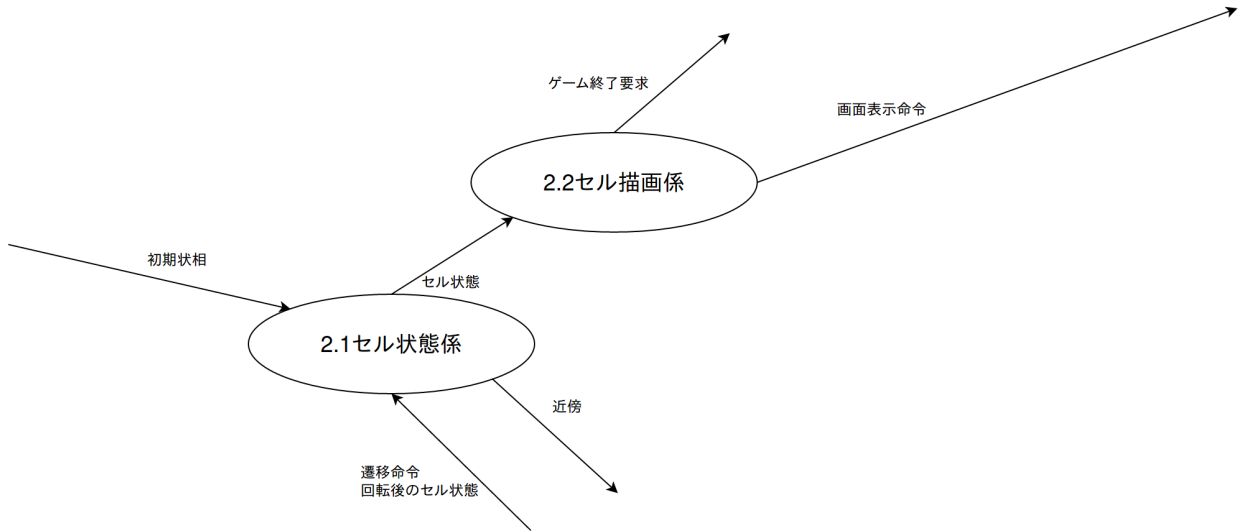 ゲーム終了要求
画面表示命令
2.2セル描画係
初期状相
セル状態
2.1セル状態係
近傍
遷移命令
回転後のセル状態